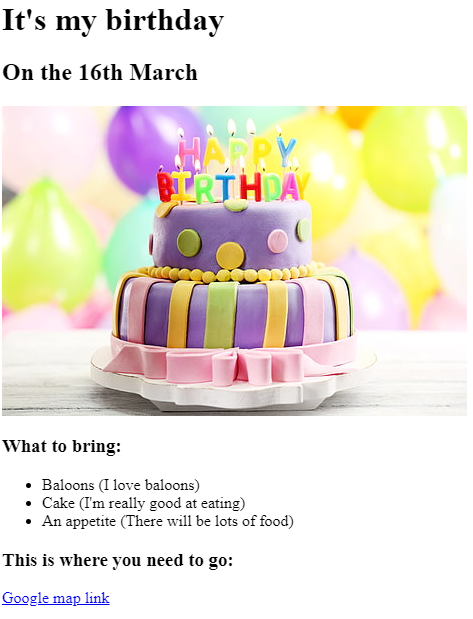 It's my birthday
On the 16th March
HAPPY
BIRTHDAY
What to bring:
Baloons (I love baloons)
Cake (I'm really good at eating)
An appetite (There will be lots of food)
This is where you need to go:
Google map link